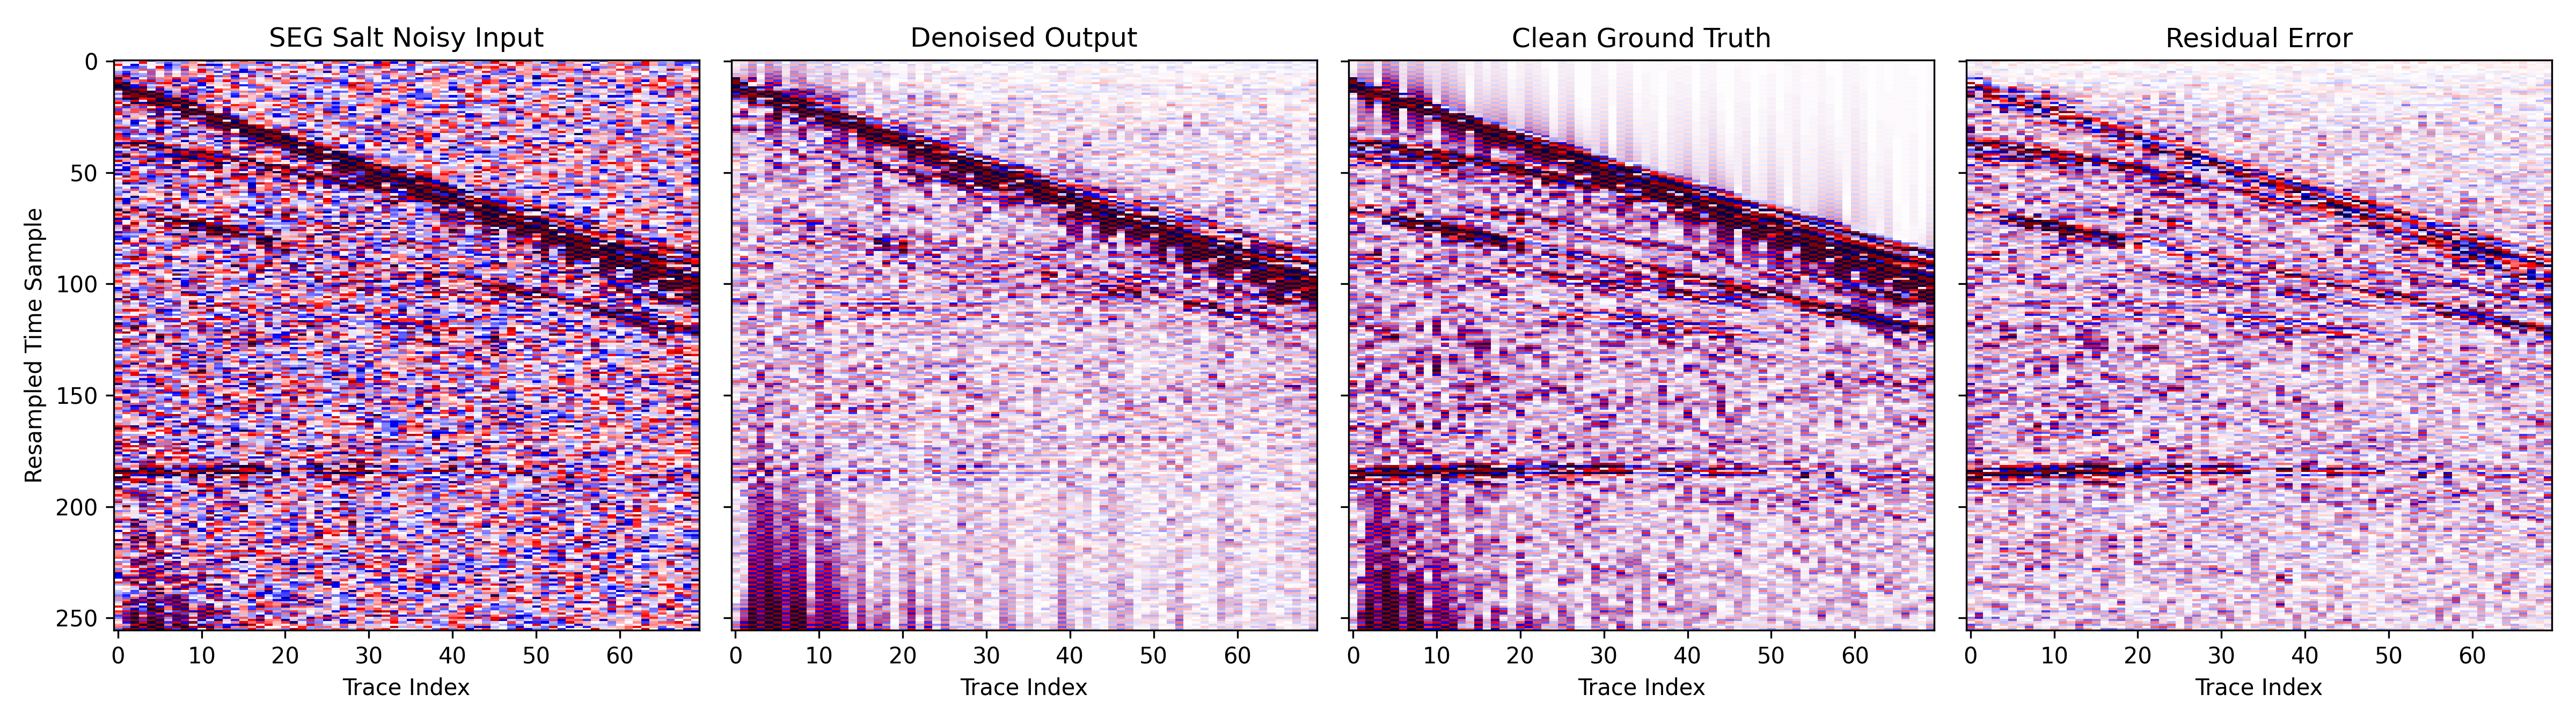 SEG Salt Noisy Input
Denoised Output
Clean Ground Truth
Residual Error
Resampled Time Sample
0
50
100
150
200
250
0 10 20 30 40 50 60
0 10 20 30 40 50 60
0 10 20 30 40 50 60
0 10 20 30 40 50 60
Trace Index
Trace Index
Trace Index
Trace Index